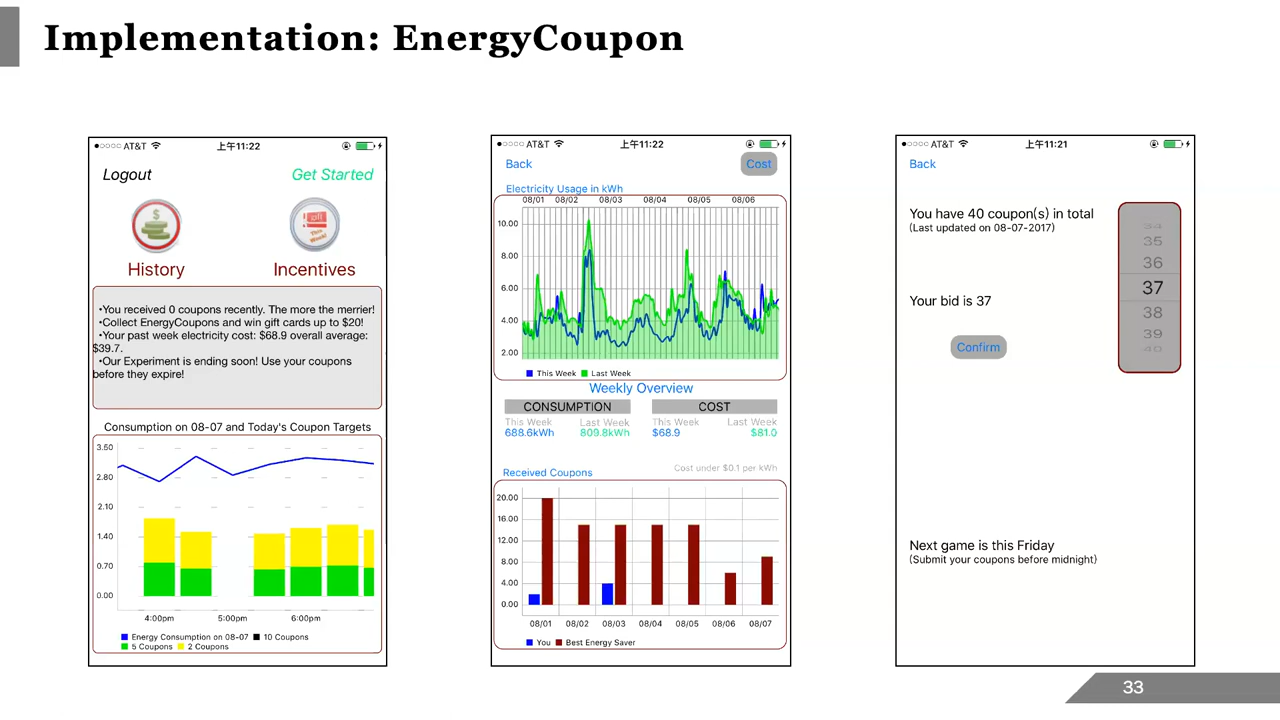 Implementation: EnergyCoupon
AT&T 上午11:22
Logout Get Started
$ off This Week!
History Incentives
•You received 0 coupons recently. The more the merrier!
•Collect EnergyCoupons and win gift cards up to $20!
•Your past week electricity cost: $68.9 overall average:
$39.7.
•Our Experiment is ending soon! Use your coupons
before they expire!
Consumption on 08-07 and Today's Coupon Targets
3.50
2.80
2.10
1.40
0.70
0.00
4:00pm 5:00pm 6:00pm
Energy Consumption on 08-07 10 Coupons
5 Coupons 2 Coupons
AT&T 上午11:22
Back Cost
Electricity Usage in kWh
08/01 08/02 08/03 08/04 08/05 08/06
10.00
8.00
6.00
4.00
2.00
This Week Last Week
Weekly Overview
CONSUMPTION COST
This Week Last Week This Week Last Week
688.6kWh 809.8kWh $68.9 $81.0
Received Coupons Cost under $0.1 per kWh
20.00
16.00
12.00
8.00
4.00
0.00
08/01 08/02 08/03 08/04 08/05 08/06 08/07
You Best Energy Saver
AT&T 上午11:21
Back
You have 40 coupon(s) in total
(Last updated on 08-07-2017)
34
35
36
37
38
39
40
Your bid is 37
Confirm
Next game is this Friday
(Submit your coupons before midnight)
33